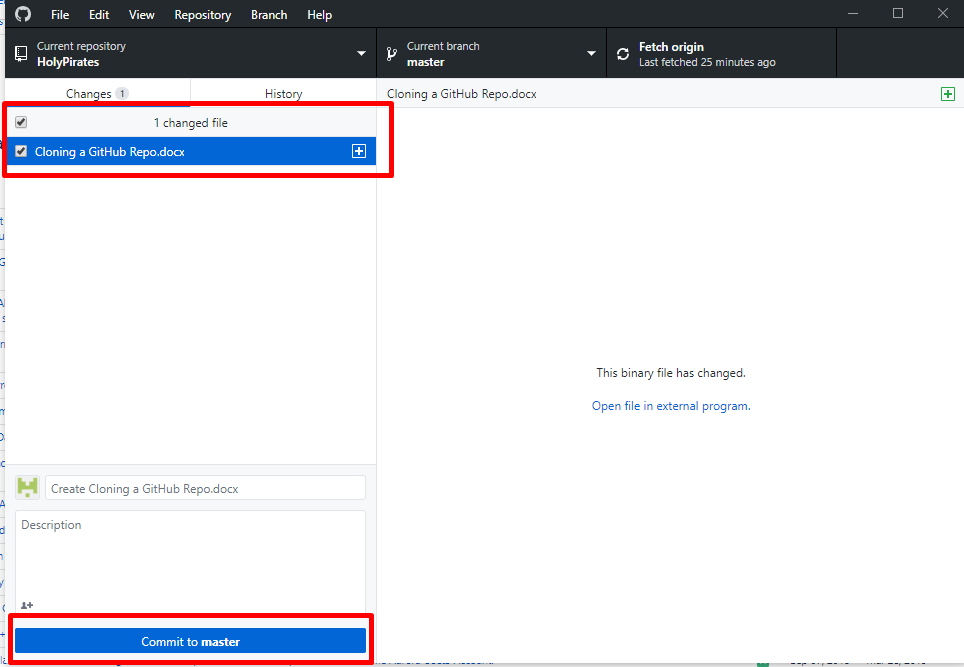 File Edit View Repository Branch Help
Current repository
HolyPirates
Current branch
master
Fetch origin
Last fetched 25 minutes ago
Changes 1
History
Cloning a GitHub Repo.docx
1 changed file
Cloning a GitHub Repo.docx
This binary file has changed.
Open file in external program.
Create Cloning a GitHub Repo.docx
Description
Commit to master